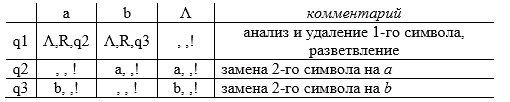 a b Λ комментарий
q1 Λ,R,q2 Λ,R,q3 , ,! анализ и удаление 1-го символа,
разветвление
q2 , , ! a, ,! a, ,! замена 2-го символа на a
q3 b, ,! , , ! b, ,! замена 2-го символа на b